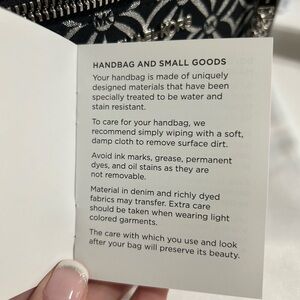 HANDBAG AND SMALL GOODS
Your handbag is made of uniquely
designed materials that have been
specially treated to be water and
stain resistant.
To care for your handbag, we
recommend simply wiping with a soft,
damp cloth to remove surface dirt.
Avoid ink marks, grease, permanent
dyes, and oil stains as they are
not removable.
Material in denim and richly dyed
fabrics may transfer. Extra care
should be taken when wearing light
colored garments.
The care with which you use and look
after your bag will preserve its beauty.